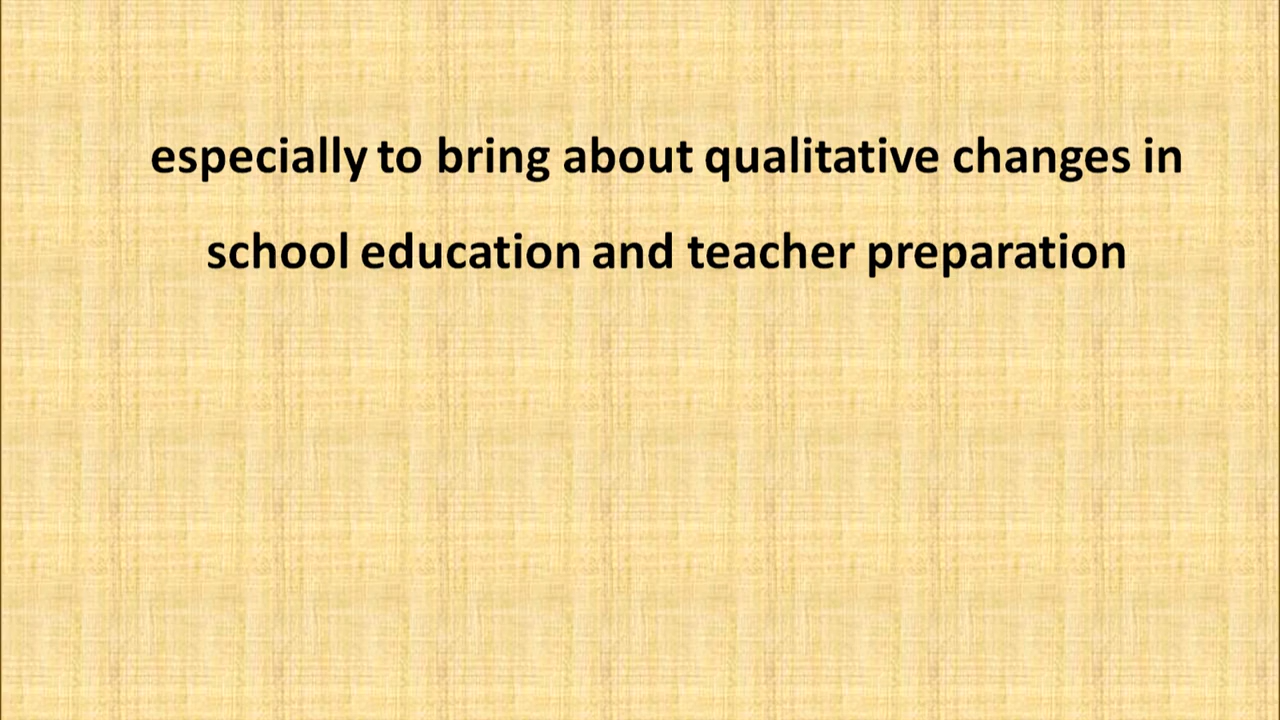 especially to bring about qualitative changes in
school education and teacher preparation